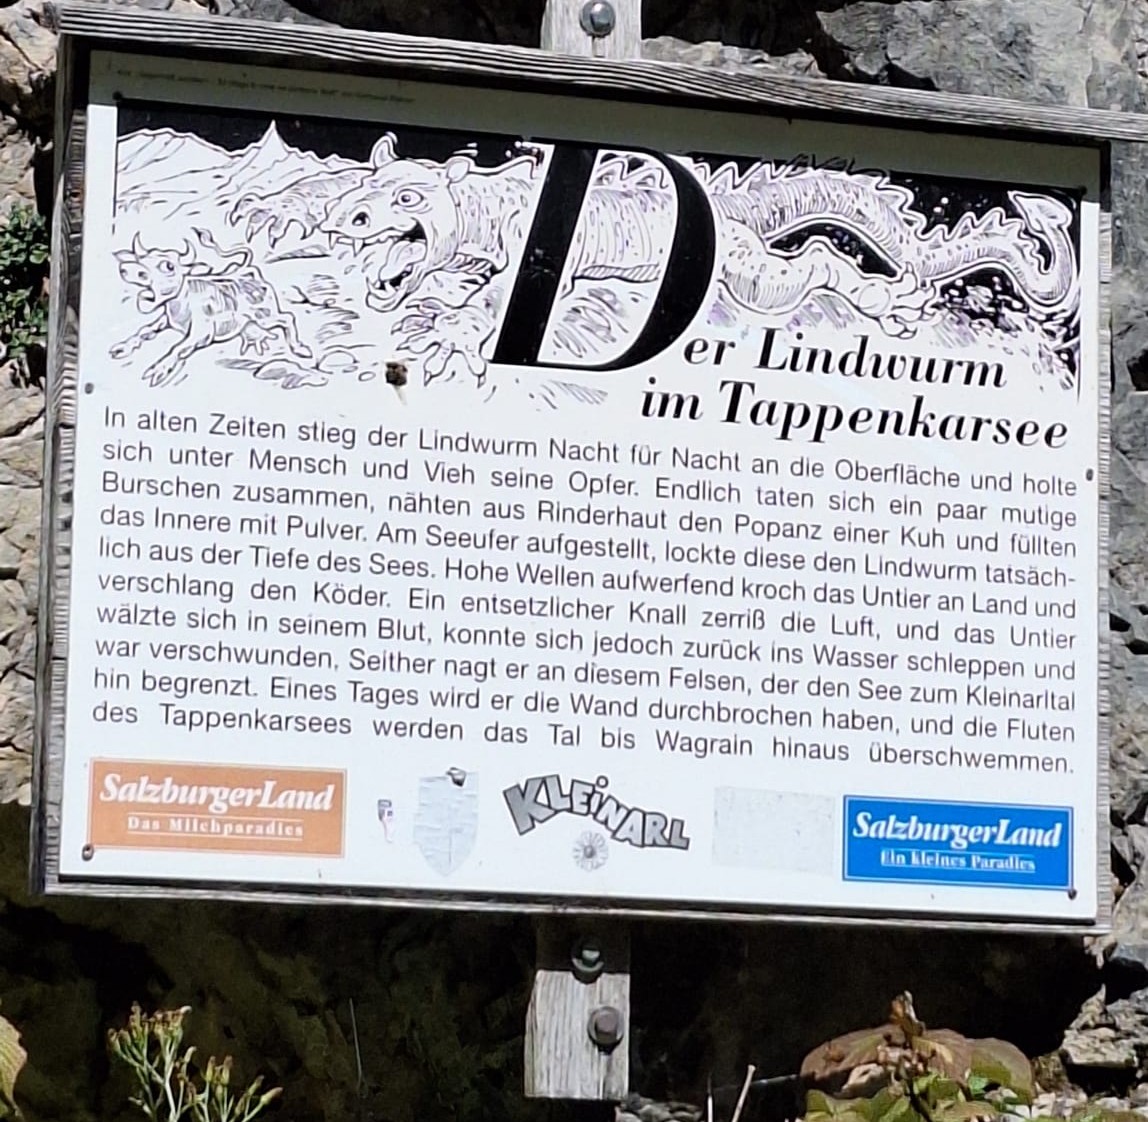 Der Lindwurm
im Tappenkarsee
In alten Zeiten stieg der Lindwurm Nacht für Nacht an die Oberfläche und holte
sich unter Mensch und Vieh seine Opfer. Endlich taten sich ein paar mutige
Burschen zusammen, nähten aus Rinderhaut den Popanz einer Kuh und füllten
das Innere mit Pulver. Am Seeufer aufgestellt, lockte diese den Lindwurm tatsäch-
lich aus der Tiefe des Sees. Hohe Wellen aufwerfend kroch das Untier an Land und
verschlang den Köder. Ein entsetzlicher Knall zerriß die Luft, und das Untier
wälzte sich in seinem Blut, konnte sich jedoch zurück ins Wasser schleppen und
war verschwunden, Seither nagt er an diesem Felsen, der den See zum Kleinarltal
hin begrenzt. Eines Tages wird er die Wand durchbrochen haben, und die Fluten
des Tappenkarsees werden das Tal bis Wagrain hinaus überschwemmen.
SalzburgerLand
Das Milchparadies
KLEiNARL
SalzburgerLand
Ein kleines Paradies